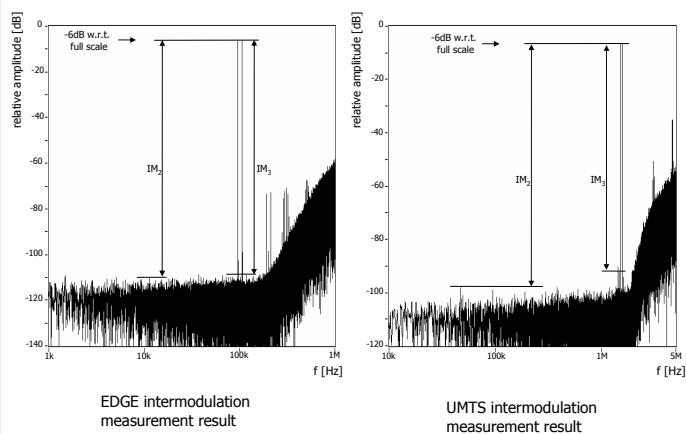 relative amplitude [dB]
0
-20
-40
-60
-80
-100
-120
-140
-6dB w.r.t.
full scale
IM2
IM3
1k
10k
100k
1M
f [Hz]
EDGE intermodulation
measurement result
relative amplitude [dB]
0
-20
-40
-60
-80
-100
-120
-6dB w.r.t.
full scale
IM2
IM3
10k
100k
1M
5M
f [Hz]
UMTS intermodulation
measurement result